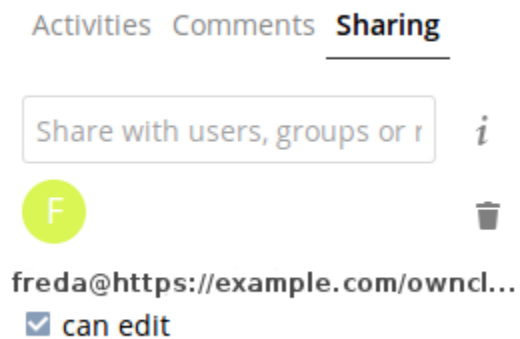 Activities Comments Sharing
Share with users, groups or r
i
F
freda@https://example.com/owncl...
can edit